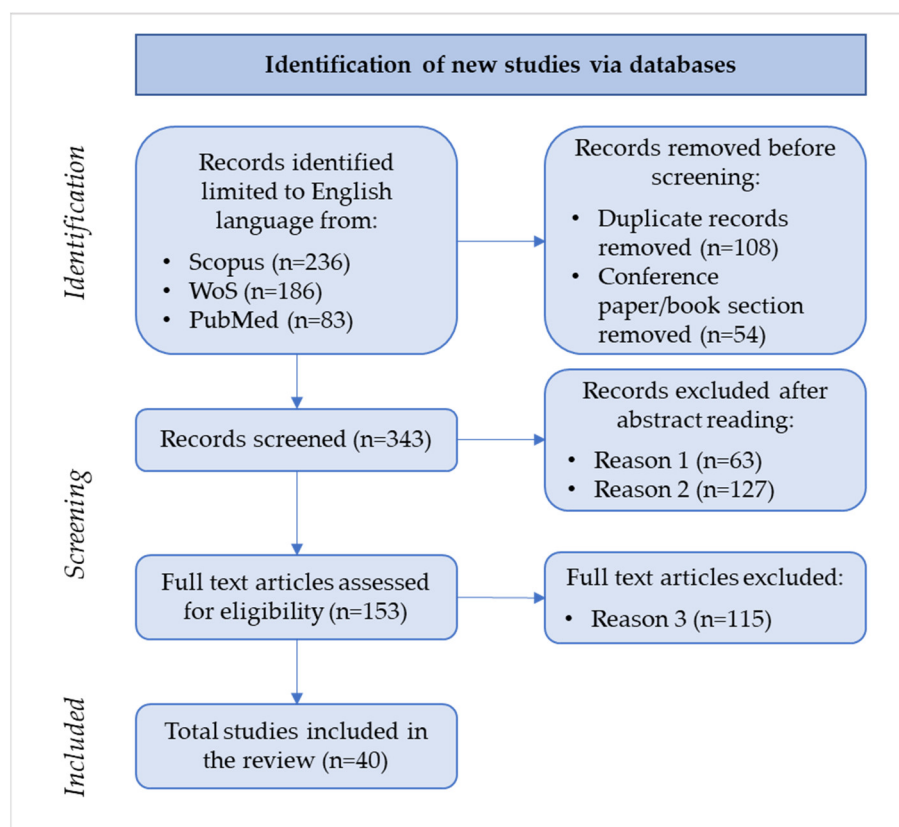 Identification of new studies via databases
Identification
Records identified
limited to English
language from:
• Scopus (n=236)
• WoS (n=186)
• PubMed (n=83)
Records removed before
screening:
• Duplicate records
removed (n=108)
• Conference
paper/book section
removed (n=54)
Screening
Records screened (n=343)
Records excluded after
abstract reading:
• Reason 1 (n=63)
• Reason 2 (n=127)
Full text articles assessed
for eligibility (n=153)
Full text articles excluded:
• Reason 3 (n=115)
Included
Total studies included in
the review (n=40)